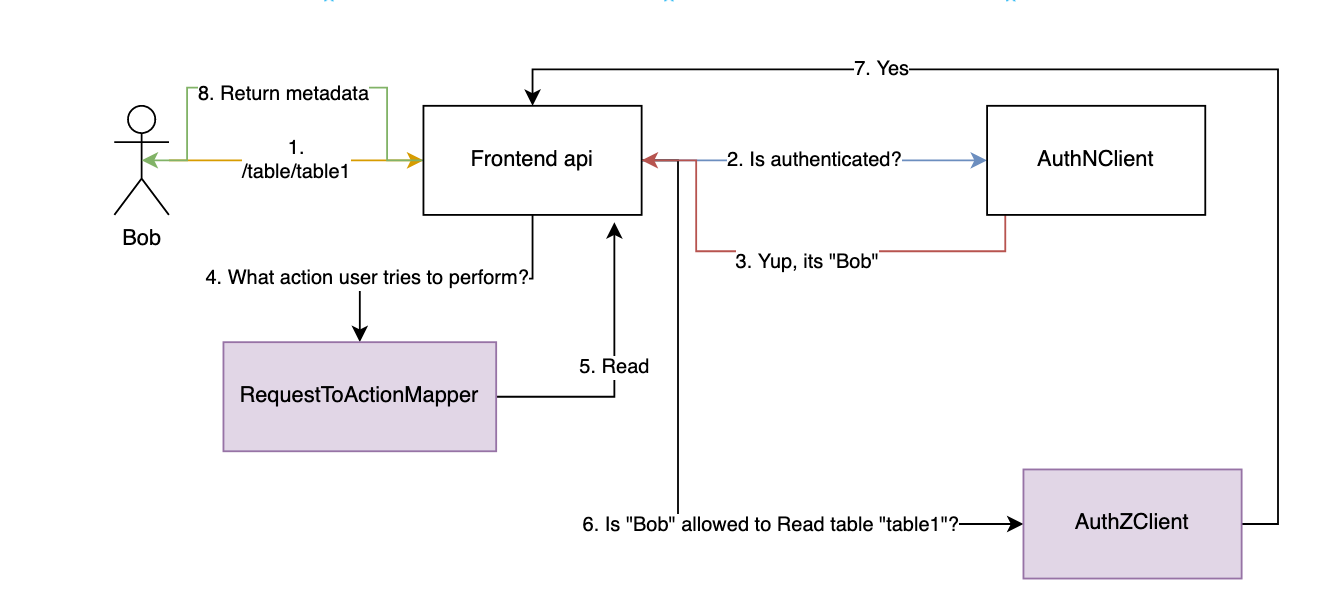 7. Yes
8. Return metadata
1.
/table/table1
Frontend api
2. Is authenticated?
AuthNClient
Bob
3. Yup, its "Bob"
4. What action user tries to perform?
5. Read
RequestToActionMapper
6. Is "Bob" allowed to Read table "table1"?
AuthZClient